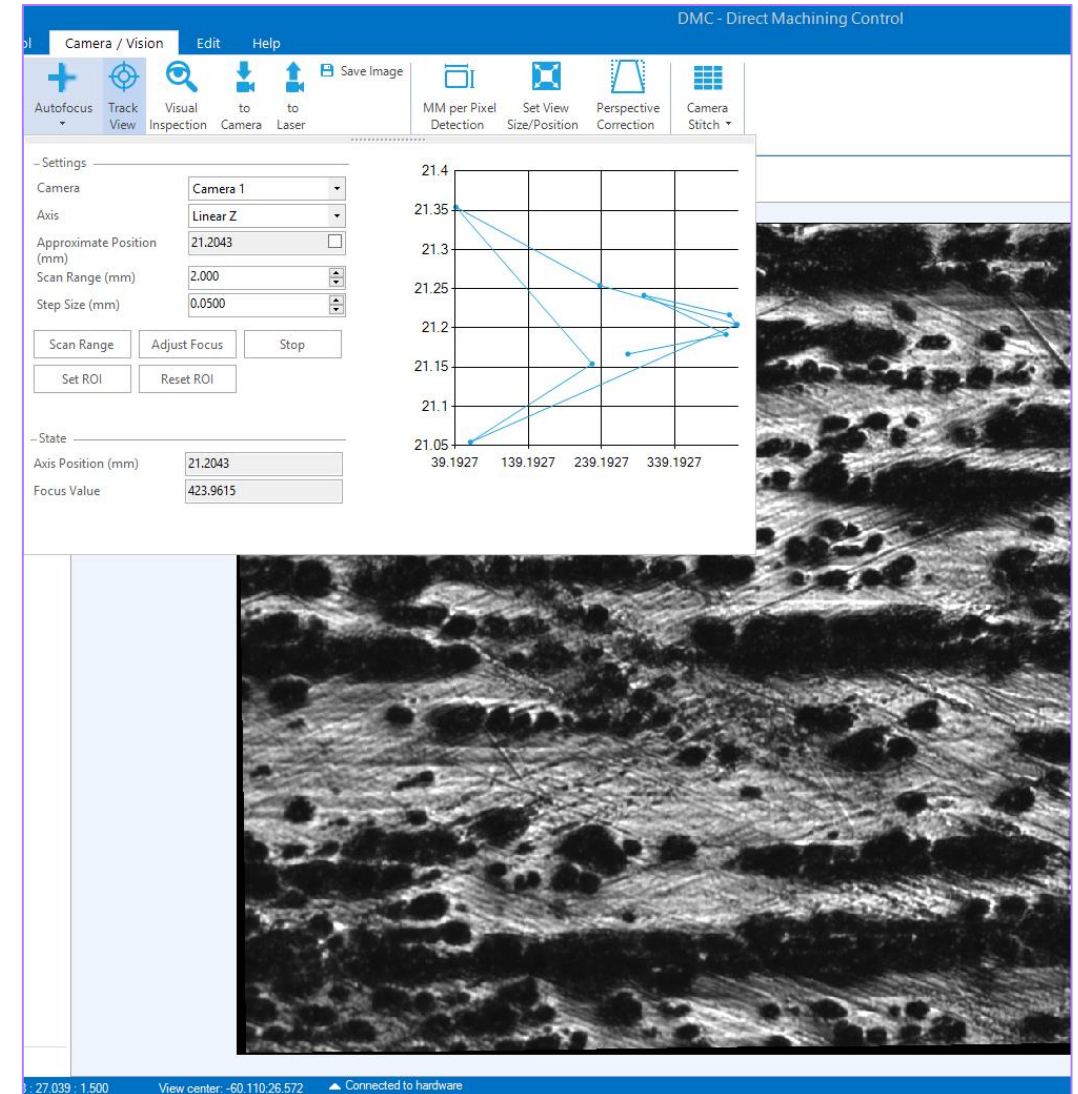 DMC - Direct Machining Control
Camera / Vision Edit Help
Save Image
Autofocus Track View Visual Inspection to Camera to Laser MM per Pixel Detection Set View Size/Position Perspective Correction Camera Stitch
Settings
Camera Camera 1
Axis Linear Z
Approximate Position (mm) 21.2043
Scan Range (mm) 2.000
Step Size (mm) 0.0500
Scan Range Adjust Focus Stop
Set ROI Reset ROI
State
Axis Position (mm) 21.2043
Focus Value 423.9615
21.4
21.35
21.3
21.25
21.2
21.15
21.1
21.05
39.1927 139.1927 239.1927 339.1927
: 27.039 : 1.500 View center: -60.110:26.572 Connected to hardware